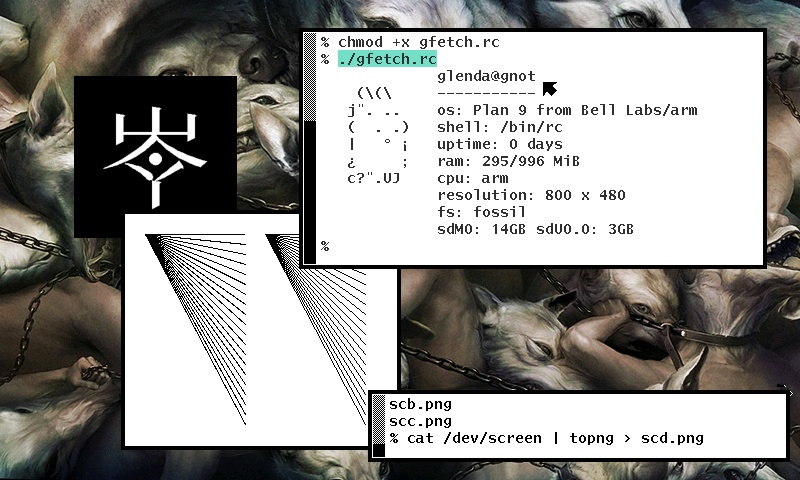 % chmod +x gfetch.rc
% ./gfetch.rc
glenda@gnot
(\(\ -----------
j". .. os: Plan 9 from Bell Labs/arm
( . .) shell: /bin/rc
| ° ¡ uptime: 0 days
¿ ; ram: 295/996 MiB
c?".UJ cpu: arm
resolution: 800 x 480
fs: fossil
sdM0: 14GB sdU0.0: 3GB
%
scb.png
scc.png
% cat /dev/screen | topng > scd.png